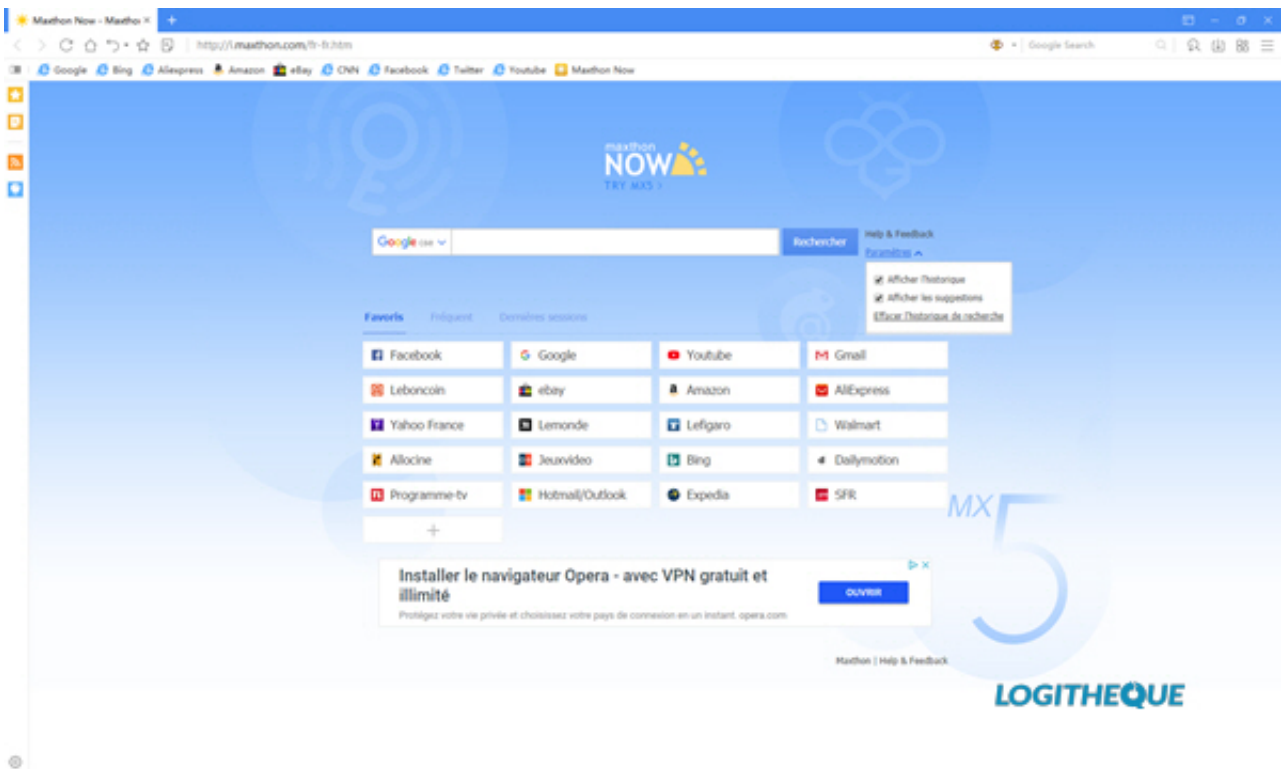 Maxthon Now - Maxthon
http://i.maxthon.com/fr-fr.htm
Google Search
Google Bing Aliexpress Amazon eBay CNN Facebook Twitter Youtube Maxthon Now
maxthon
NOW
TRY MX5 >
Google CSE
Rechercher
Help & Feedback
Paramètres
Afficher l'historique
Afficher les suggestions
Effacer l'historique de recherche
Favoris Fréquent Dernières sessions
Facebook Google Youtube Gmail
Leboncoin ebay Amazon AliExpress
Yahoo France Lemonde Lefigaro Walmart
Allocine Jeuxvideo Bing Dailymotion
Programme-tv Hotmail/Outlook Expedia SFR
MX5
Installer le navigateur Opera - avec VPN gratuit et
illimité
OUVRIR
Protégez votre vie privée et choisissez votre pays de connexion en un instant. opera.com
Maxthon | Help & Feedback
LOGITHEQUE